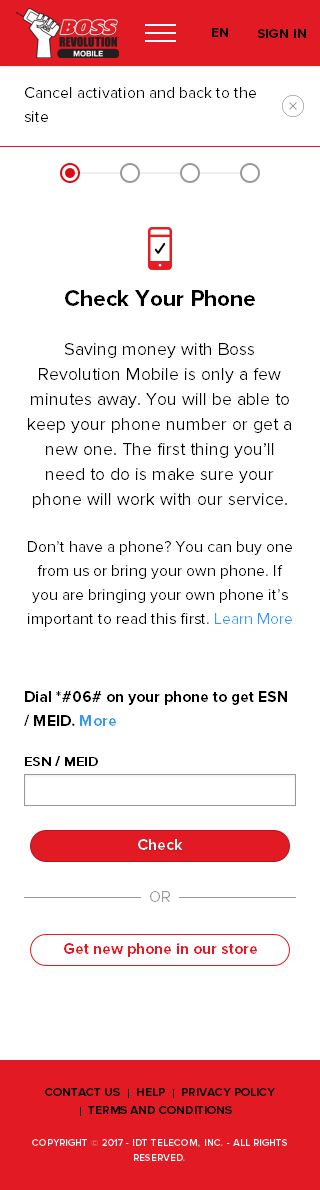 BOSS
REVOLUTION
MOBILE
EN
SIGN IN
Cancel activation and back to the
site
Check Your Phone
Saving money with Boss
Revolution Mobile is only a few
minutes away. You will be able to
keep your phone number or get a
new one. The first thing you’ll
need to do is make sure your
phone will work with our service.
Don’t have a phone? You can buy one
from us or bring your own phone. If
you are bringing your own phone it’s
important to read this first. Learn More
Dial *#06# on your phone to get ESN
/ MEID. More
ESN / MEID
Check
OR
Get new phone in our store
CONTACT US | HELP | PRIVACY POLICY
| TERMS AND CONDITIONS
COPYRIGHT © 2017 - IDT TELECOM, INC. - ALL RIGHTS
RESERVED.